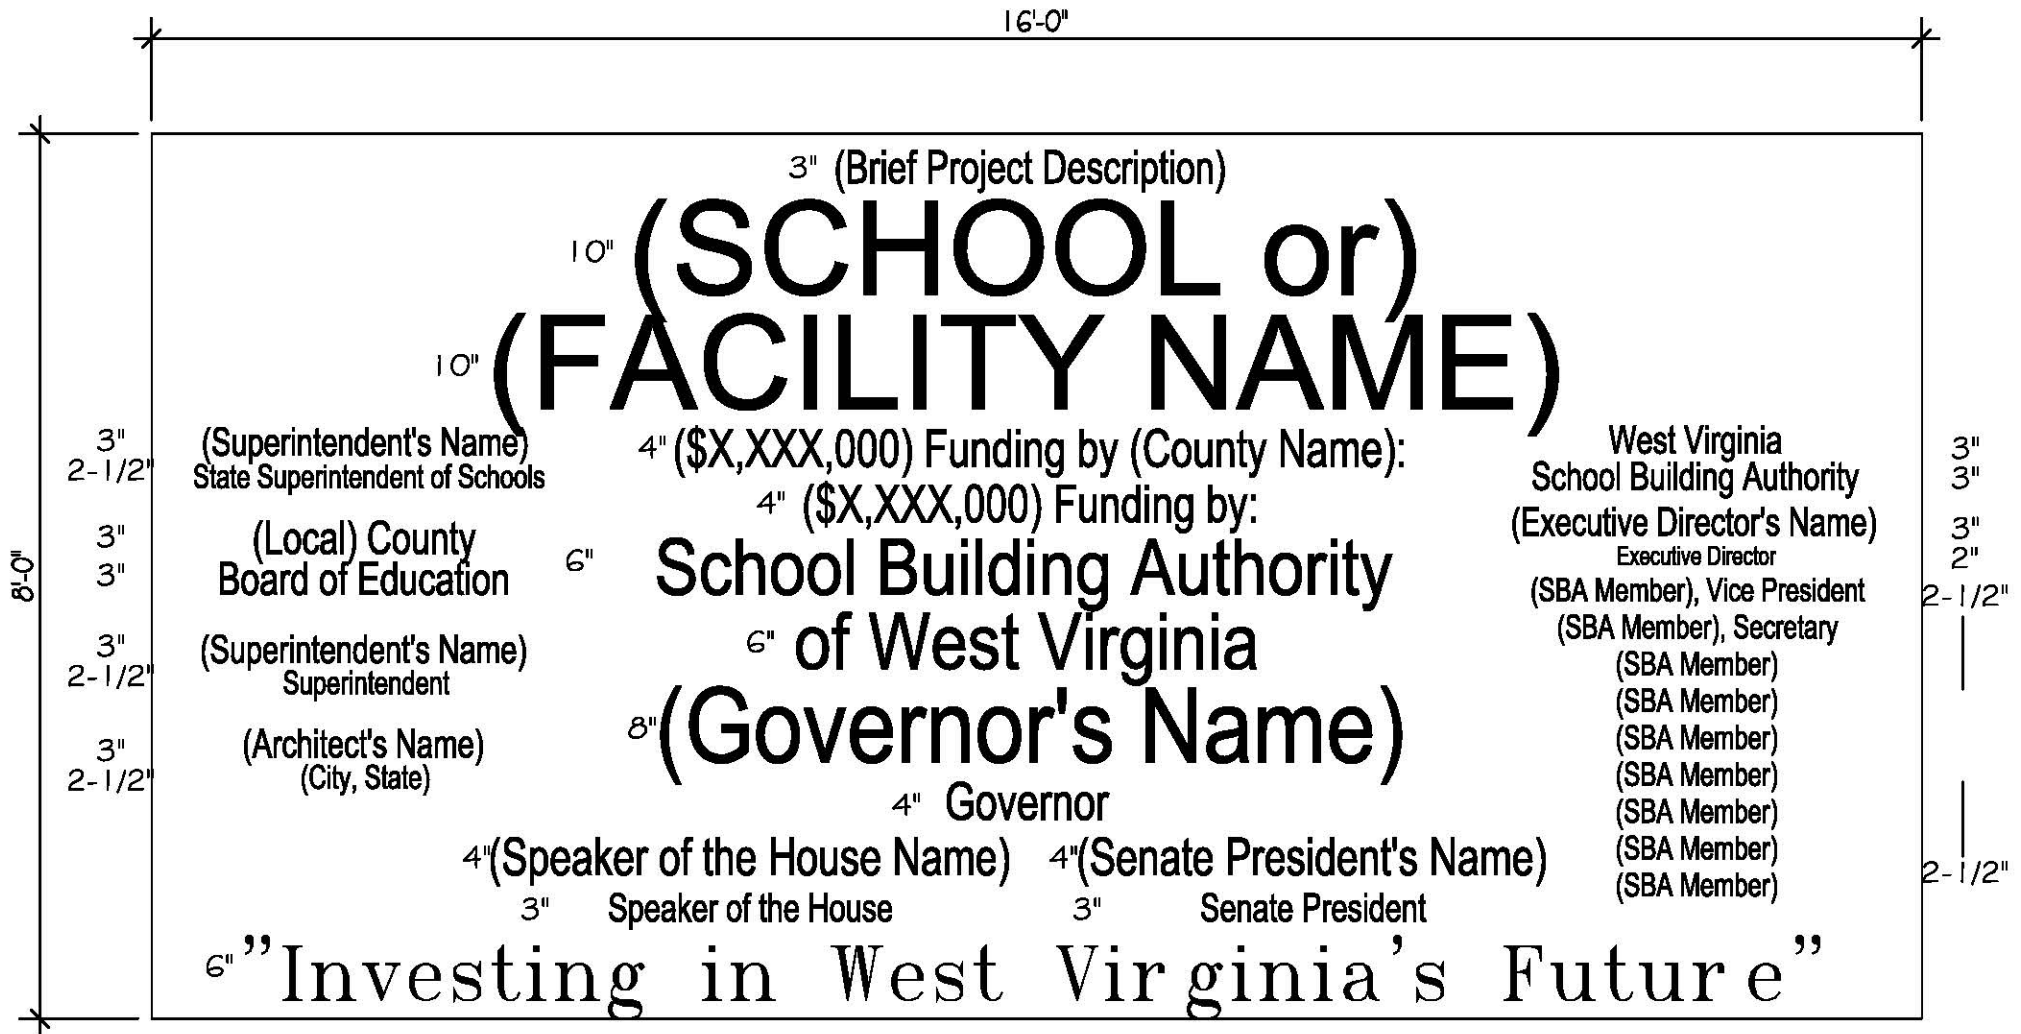 16'-0"
8'-0"
3" (Brief Project Description)
10" (SCHOOL or)
10" (FACILITY NAME)
3" (Superintendent's Name)
2-1/2" State Superintendent of Schools
3" (Local) County
3" Board of Education
3" (Superintendent's Name)
2-1/2" Superintendent
3" (Architect's Name)
2-1/2" (City, State)
4" ($X,XXX,000) Funding by (County Name):
4" ($X,XXX,000) Funding by:
6" School Building Authority
6" of West Virginia
8" (Governor's Name)
4" Governor
4" (Speaker of the House Name) 4" (Senate President's Name)
3" Speaker of the House 3" Senate President
West Virginia 3"
School Building Authority 3"
(Executive Director's Name) 3"
Executive Director 2"
(SBA Member), Vice President 2-1/2"
(SBA Member), Secretary
(SBA Member)
(SBA Member)
(SBA Member)
(SBA Member)
(SBA Member)
(SBA Member)
(SBA Member) 2-1/2"
6" "Investing in West Virginia's Future"